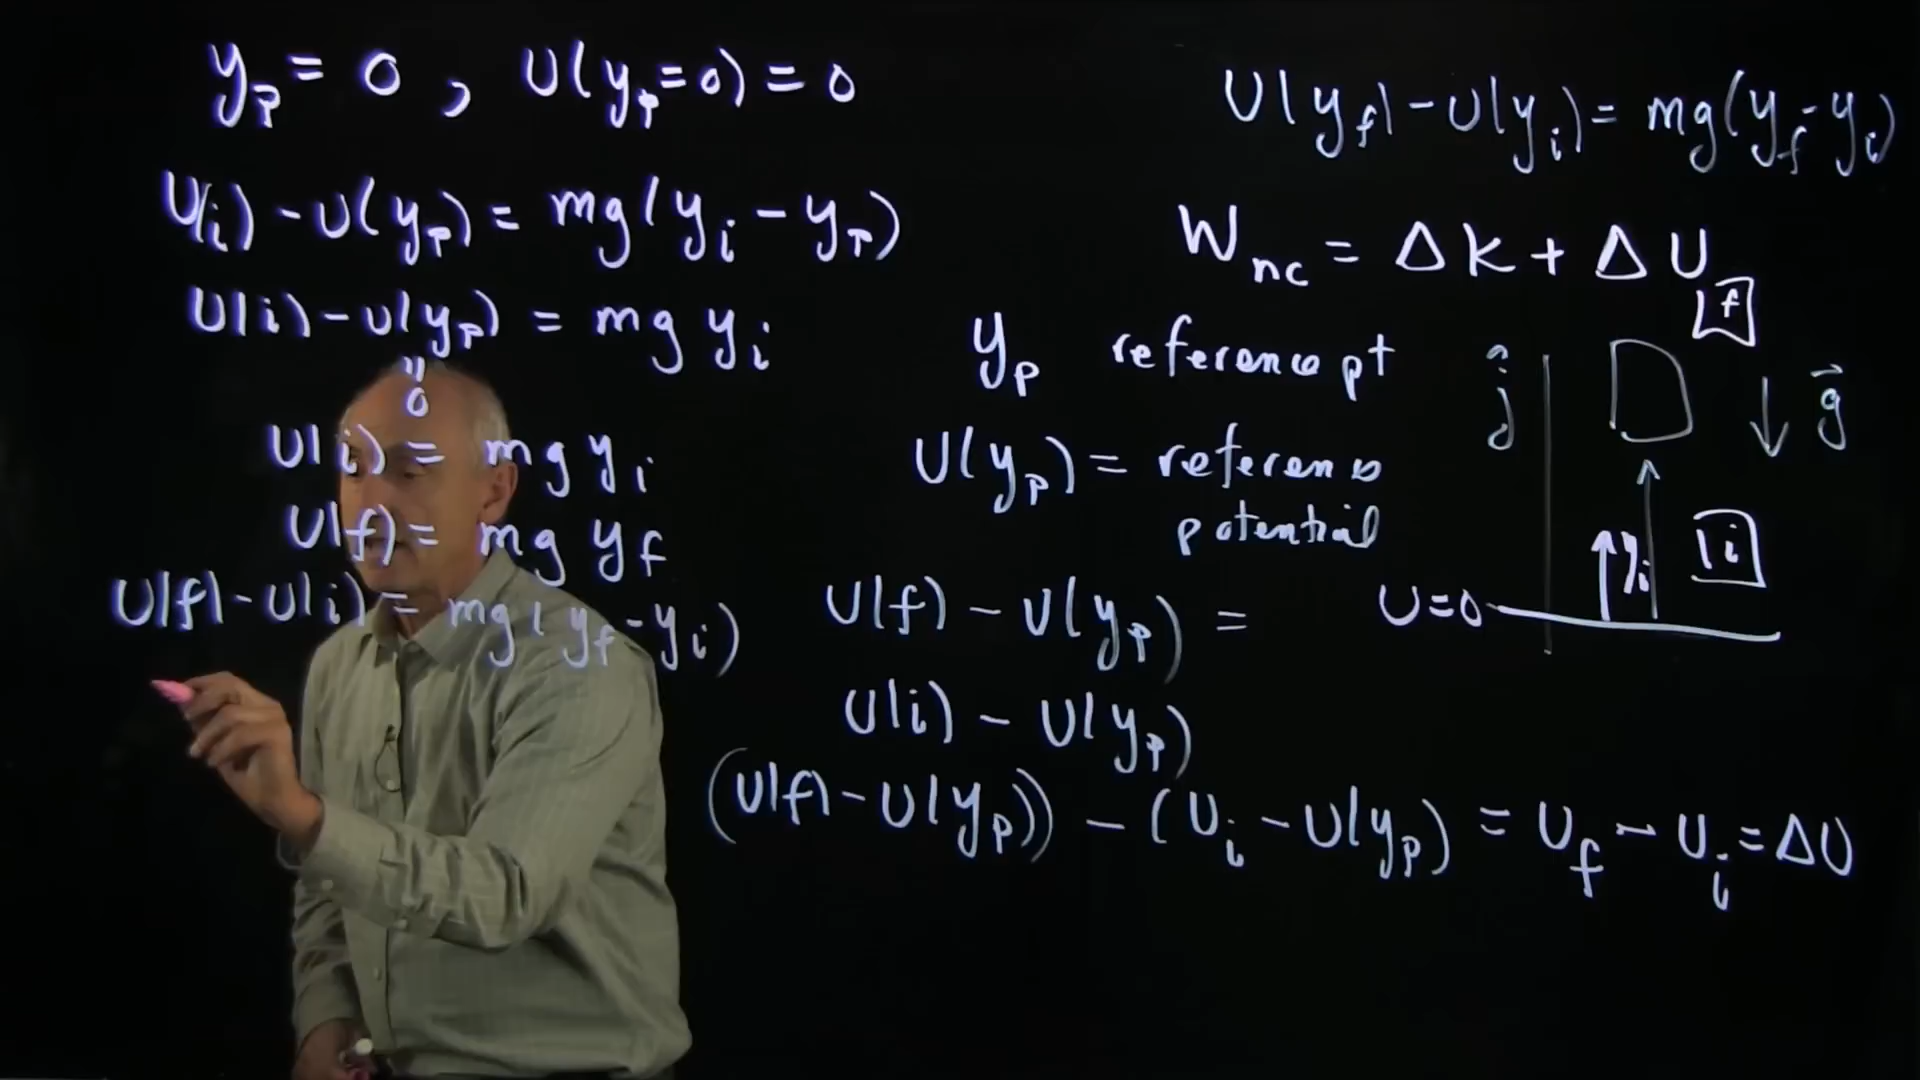 y_p = 0 , U(y_p=0) = 0
U(i) - U(y_p) = mg(y_i - y_p)
U(i) - U(y_p) = mg y_i
"
0
U(i) = mg y_i
U(f) = mg y_f
U(f) - U(i) = mg(y_f - y_i)
U(y_f) - U(y_i) = mg(y_f - y_i)
W_nc = ΔK + ΔU
y_p reference pt
U(y_p) = reference
potential
U(f) - U(y_p) =
U(i) - U(y_p)
(U(f) - U(y_p)) - (U_i - U(y_p) = U_f - U_i = ΔU
f
ĵ
g⃗
y_i
i
U=0